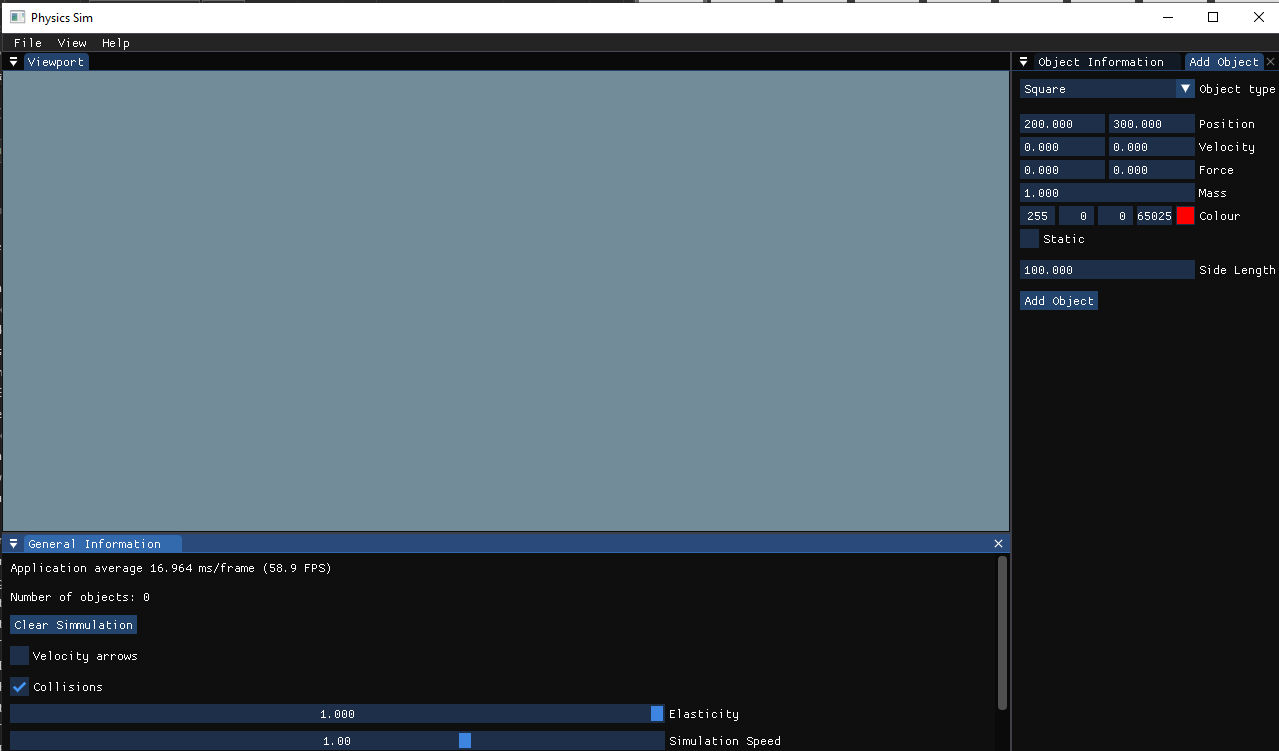 Physics Sim
File View Help
Viewport
Object Information Add Object
Square Object type
200.000 300.000 Position
0.000 0.000 Velocity
0.000 0.000 Force
1.000 Mass
255 0 0 65025 Colour
Static
100.000 Side Length
Add Object
General Information
Application average 16.964 ms/frame (58.9 FPS)
Number of objects: 0
Clear Simmulation
Velocity arrows
Collisions
1.000 Elasticity
1.00 Simulation Speed